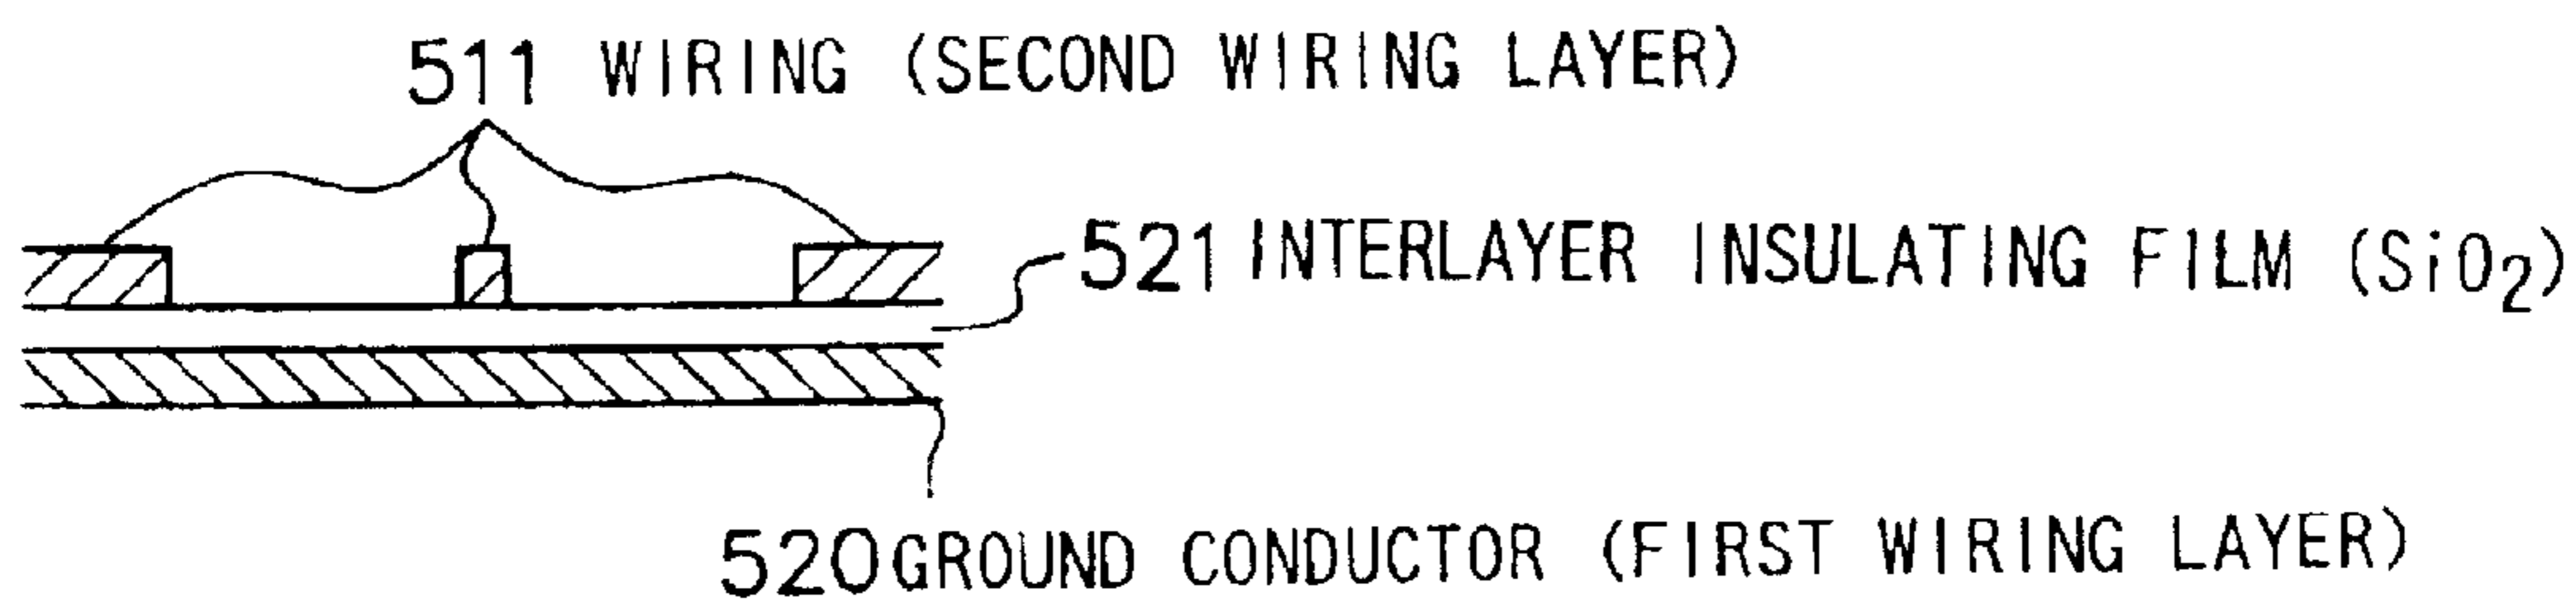 511 WIRING (SECOND WIRING LAYER)
521 INTERLAYER INSULATING FILM (SiO₂)
520 GROUND CONDUCTOR (FIRST WIRING LAYER)